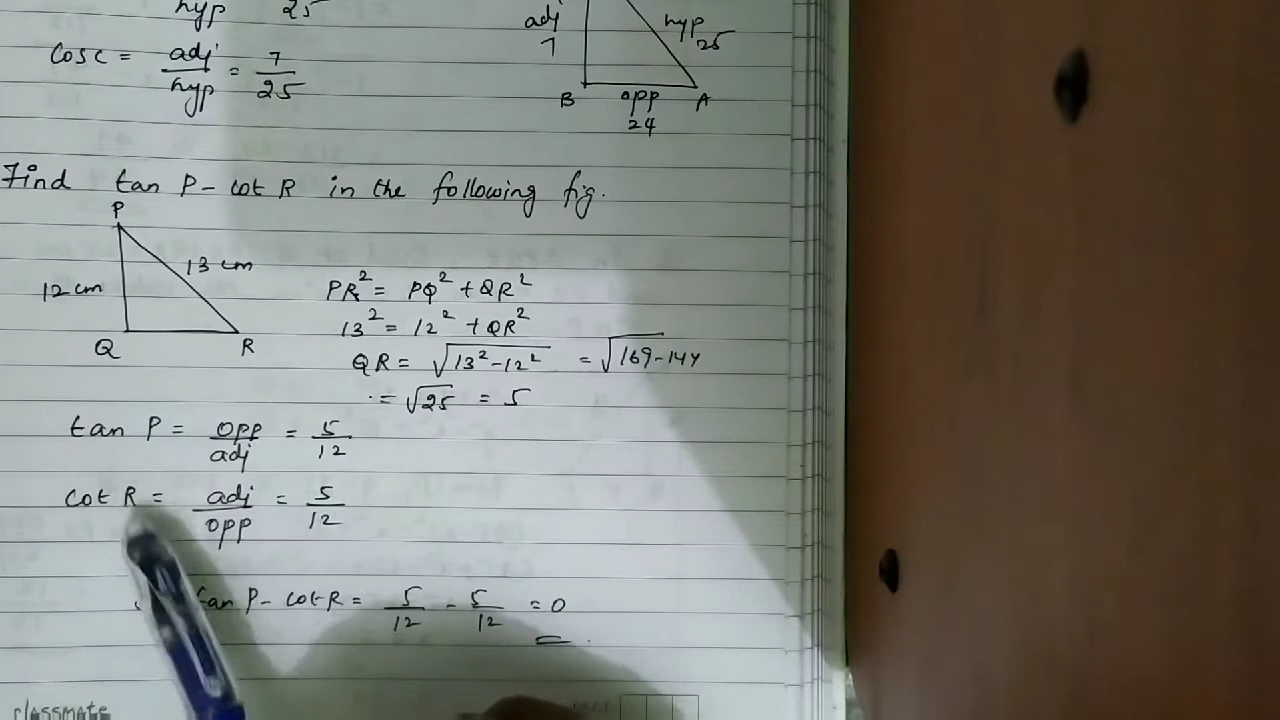 hyp 25
Cos C = adj/hyp = 7/25
adj
7
hyp
25
B opp A
24
Find tan P - cot R in the following fig.
P
12 cm
13 cm
Q R
PR² = PQ² + QR²
13² = 12² + QR²
QR = √13² - 12² = √169 - 144
= √25 = 5
tan P = opp/adj = 5/12
cot R = adj/opp = 5/12
tan P - cot R = 5/12 - 5/12 = 0
classmate